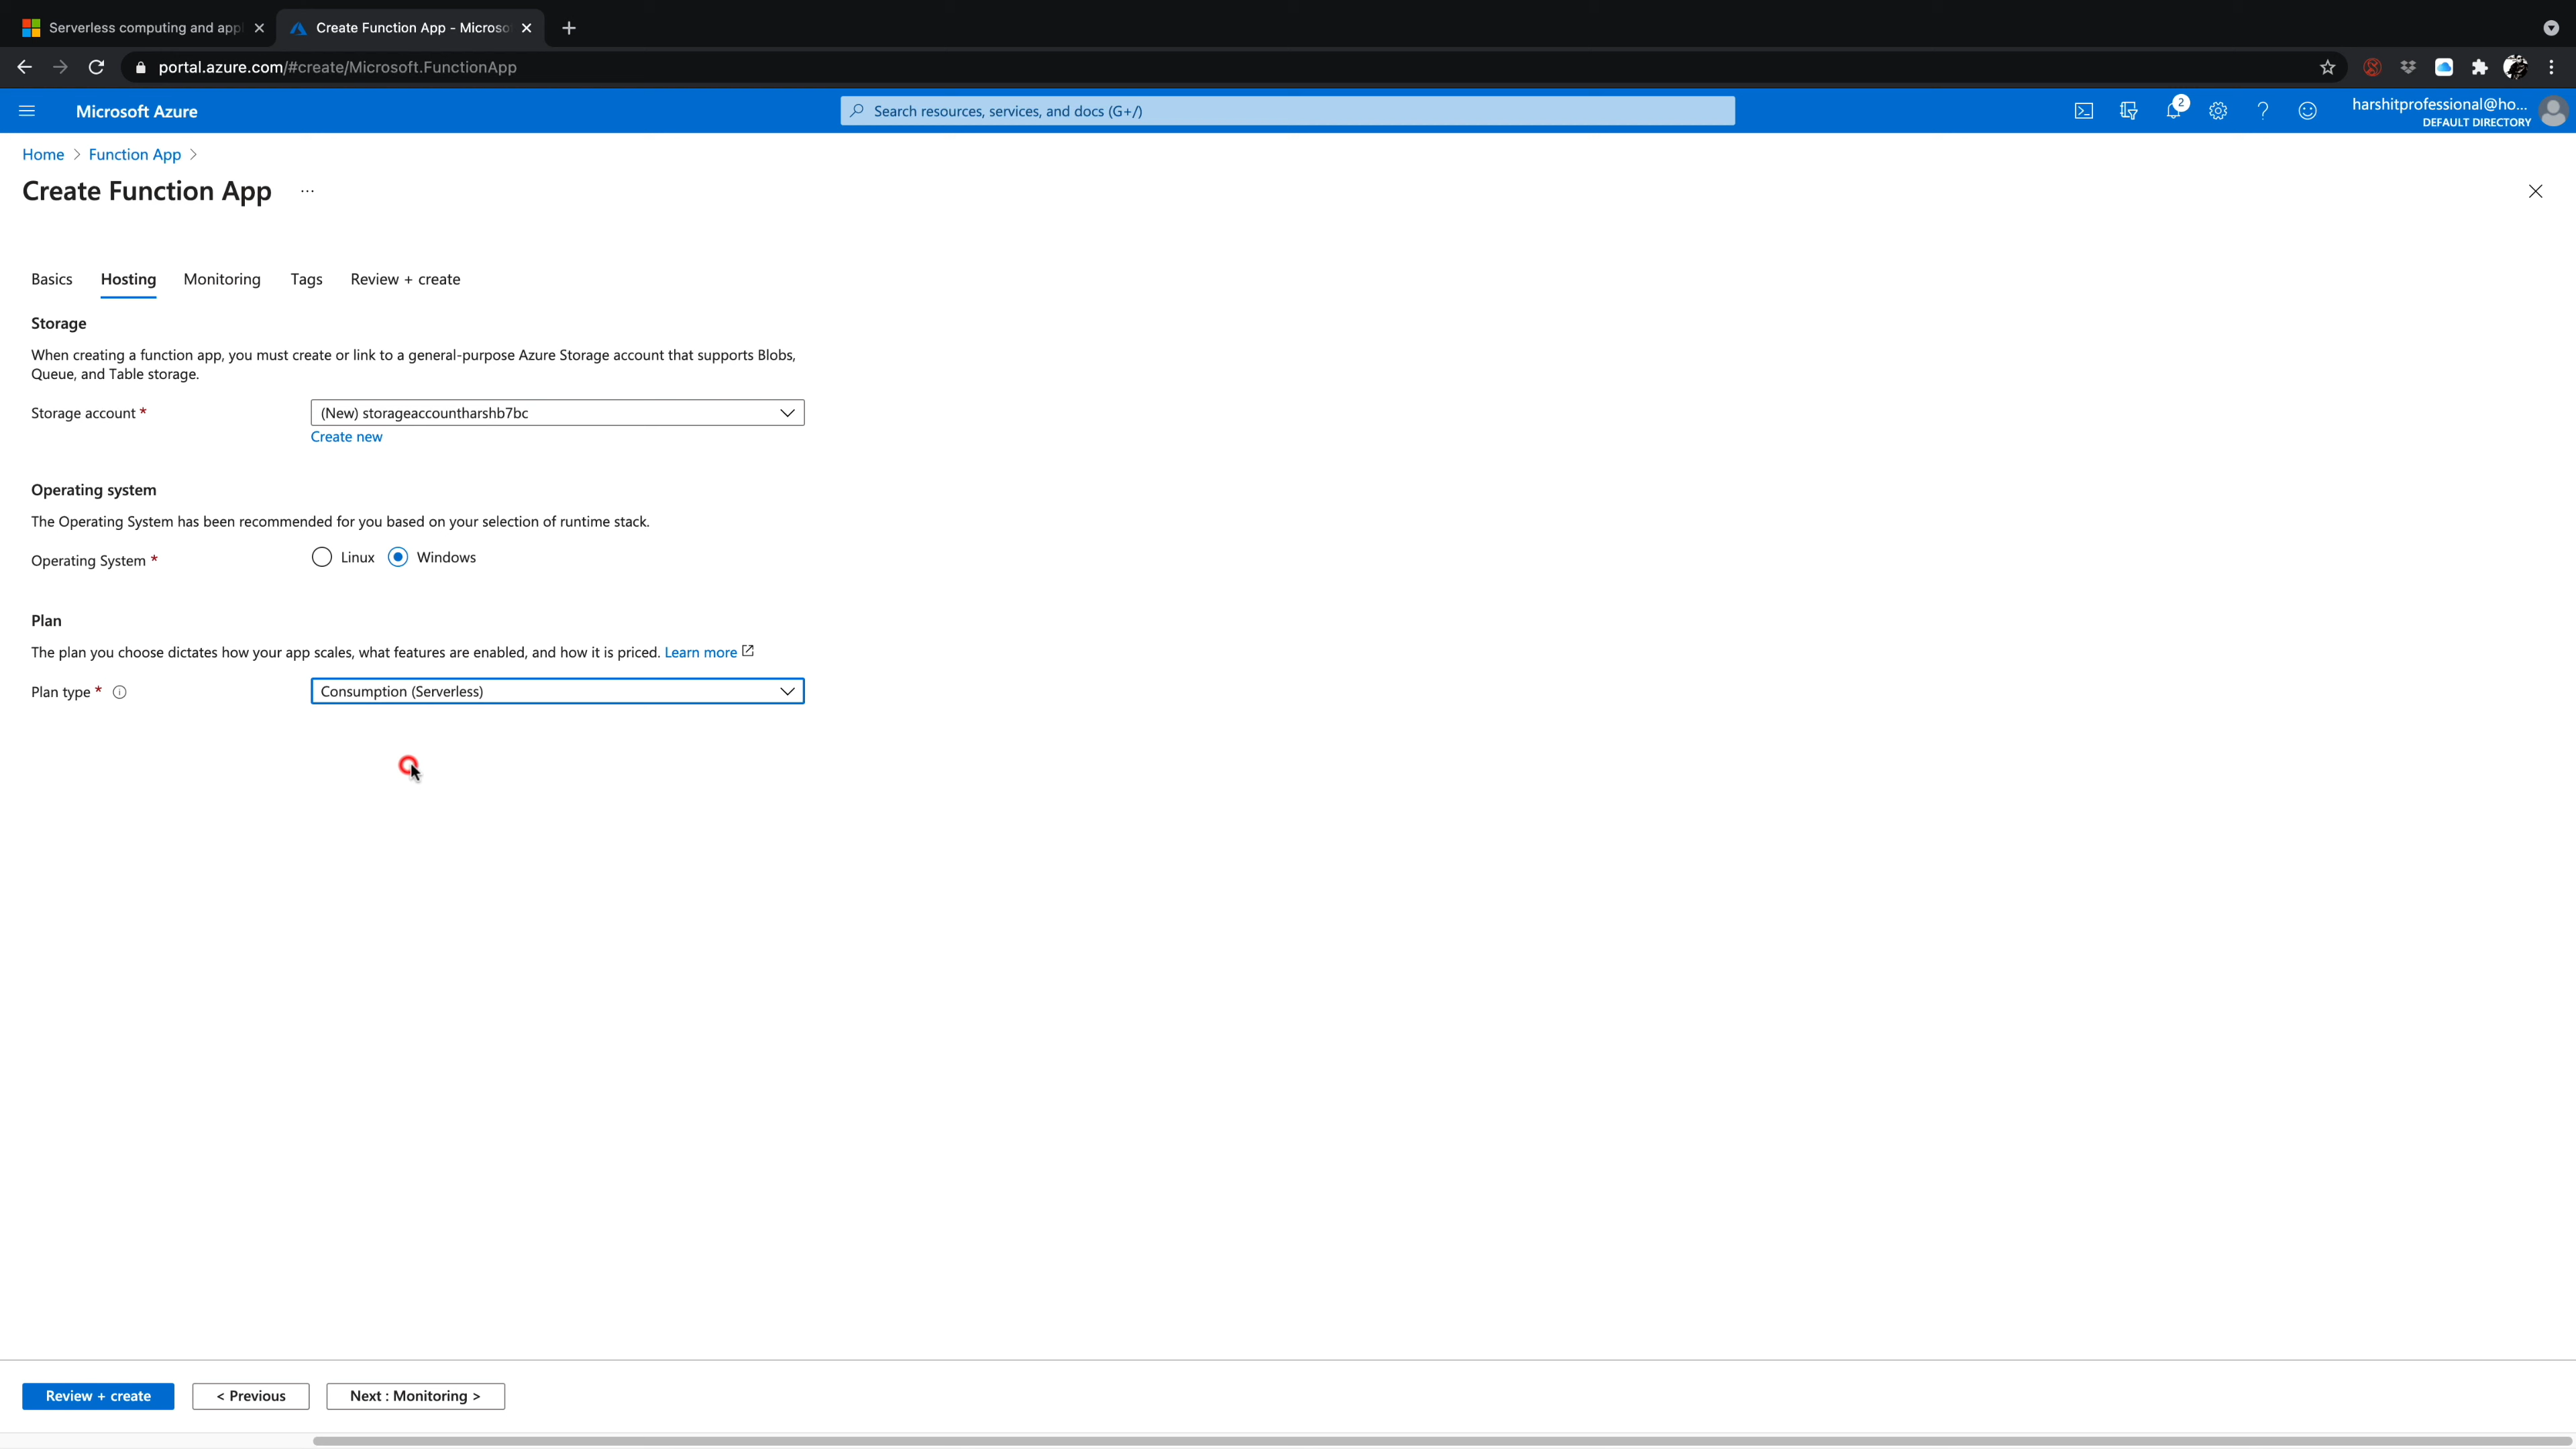 Serverless computing and appl
Create Function App - Microso
portal.azure.com/#create/Microsoft.FunctionApp
Microsoft Azure
Search resources, services, and docs (G+/)
2
harshitprofessional@ho...
DEFAULT DIRECTORY
Home > Function App >
Create Function App ...
Basics Hosting Monitoring Tags Review + create
Storage
When creating a function app, you must create or link to a general-purpose Azure Storage account that supports Blobs,
Queue, and Table storage.
Storage account * (New) storageaccountharshb7bc
Create new
Operating system
The Operating System has been recommended for you based on your selection of runtime stack.
Operating System * Linux Windows
Plan
The plan you choose dictates how your app scales, what features are enabled, and how it is priced. Learn more
Plan type * Consumption (Serverless)
Review + create < Previous Next : Monitoring >